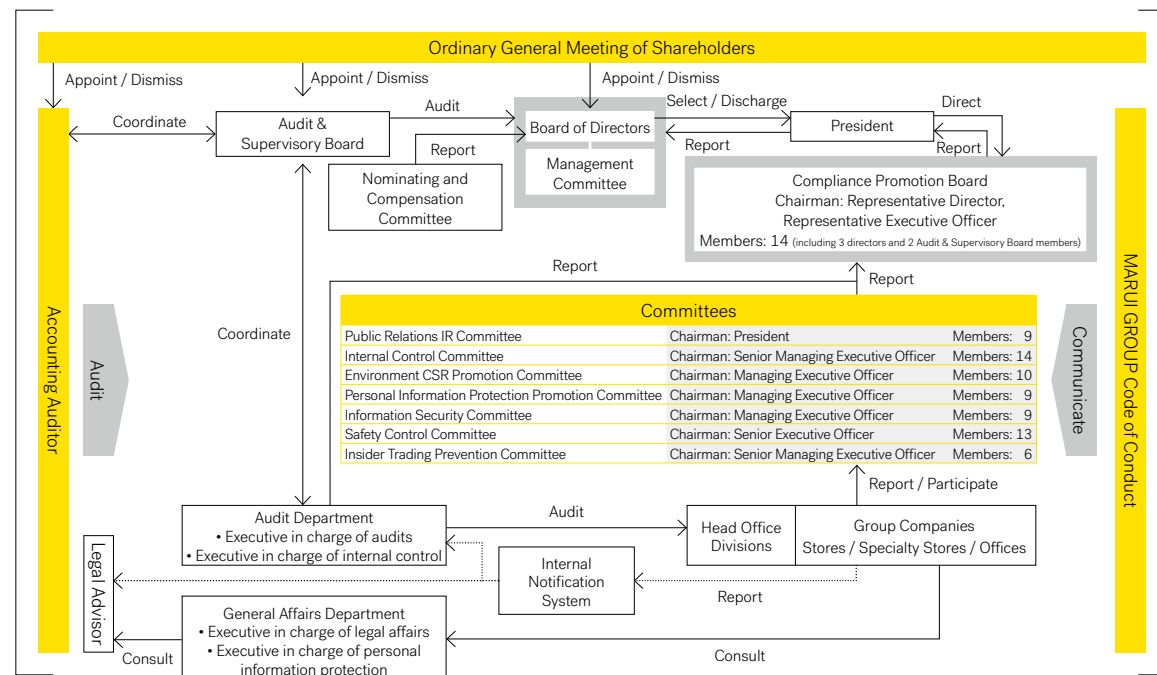 Ordinary General Meeting of Shareholders
Appoint / Dismiss
Appoint / Dismiss
Appoint / Dismiss
Coordinate
Audit &
Supervisory Board
Audit
Report
Nominating and
Compensation
Committee
Board of Directors
Management
Committee
Select / Discharge
Report
President
Direct
Report
Compliance Promotion Board
Chairman: Representative Director,
Representative Executive Officer
Members: 14 (including 3 directors and 2 Audit & Supervisory Board members)
Accounting Auditor
Audit
Coordinate
Report
Report
Committees
Public Relations IR Committee Chairman: President Members: 9
Internal Control Committee Chairman: Senior Managing Executive Officer Members: 14
Environment CSR Promotion Committee Chairman: Managing Executive Officer Members: 10
Personal Information Protection Promotion Committee Chairman: Managing Executive Officer Members: 9
Information Security Committee Chairman: Managing Executive Officer Members: 9
Safety Control Committee Chairman: Senior Executive Officer Members: 13
Insider Trading Prevention Committee Chairman: Senior Managing Executive Officer Members: 6
Communicate
MARUI GROUP Code of Conduct
Report / Participate
Audit Department
• Executive in charge of audits
• Executive in charge of internal control
Audit
Head Office
Divisions
Group Companies
Stores / Specialty Stores / Offices
Legal Advisor
Internal
Notification
System
Report
General Affairs Department
• Executive in charge of legal affairs
• Executive in charge of personal
information protection
Consult
Consult